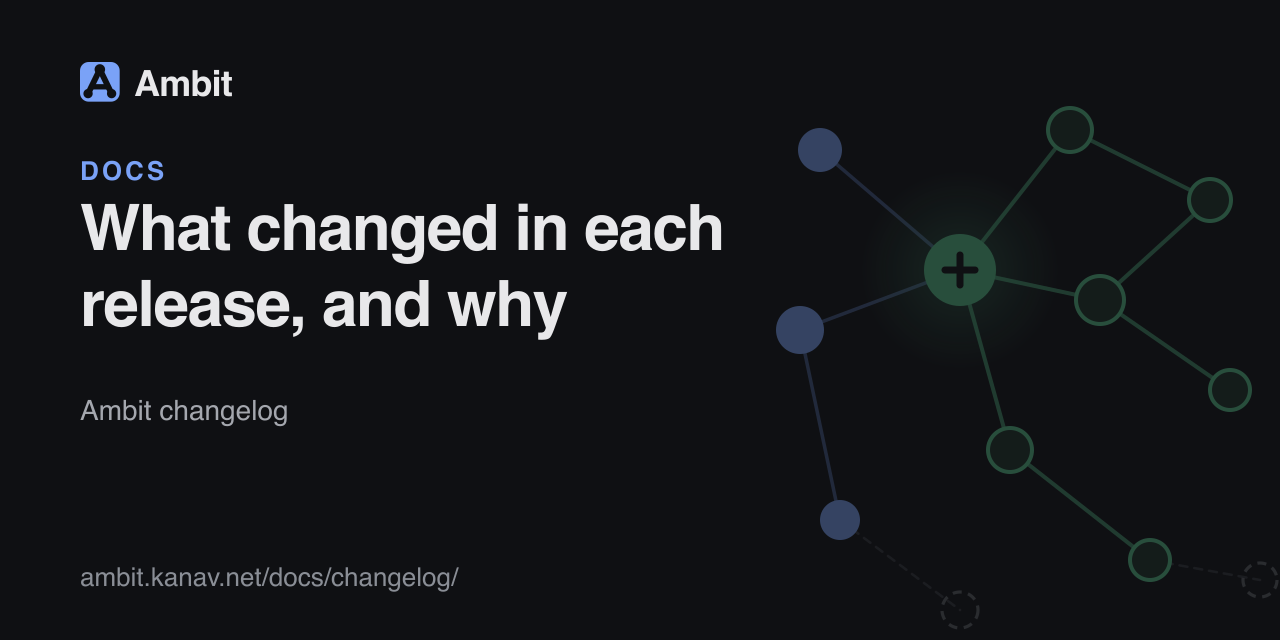 Ambit
DOCS
What changed in each
release, and why
Ambit changelog
ambit.kanav.net/docs/changelog/